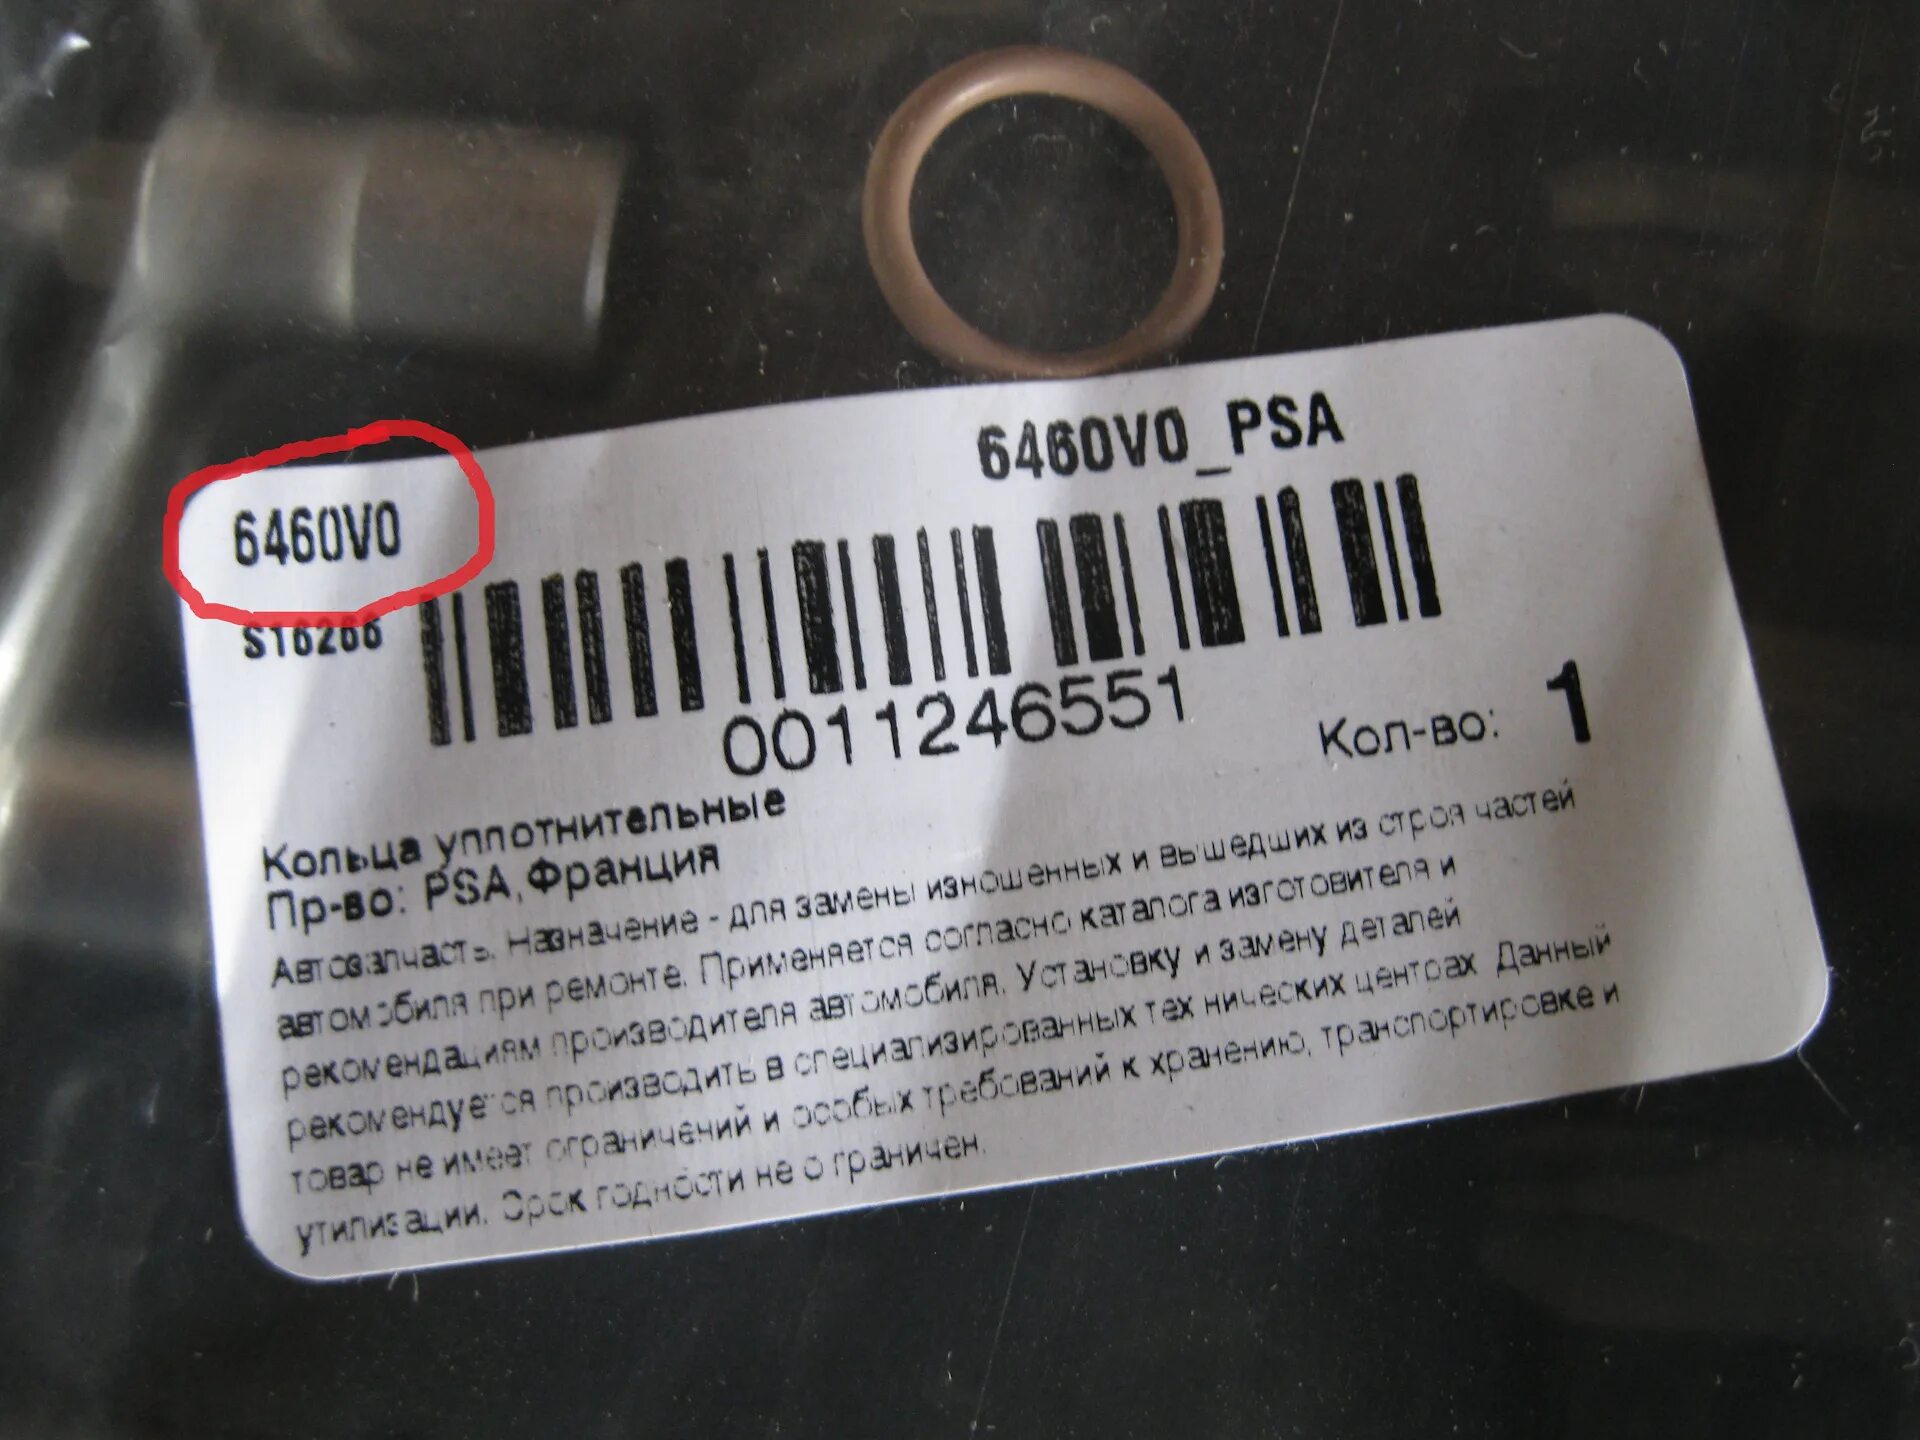 6460V0_PSA
6460V0
S16266
0011246551
Кол-во: 1
Кольца уплотнительные
Пр-во: PSA, Франция
Автозапчасть. Назначение - для замены изношенных и вышедших из строя частей
автомобиля при ремонте. Применяется согласно каталога изготовителя и
рекомендациям производителя автомобиля. Установку и замену деталей
рекомендуется производить в специализированных технических центрах. Данный
товар не имеет ограничений и особых требований к хранению, транспортировке и
утилизации. Срок годности не ограничен.